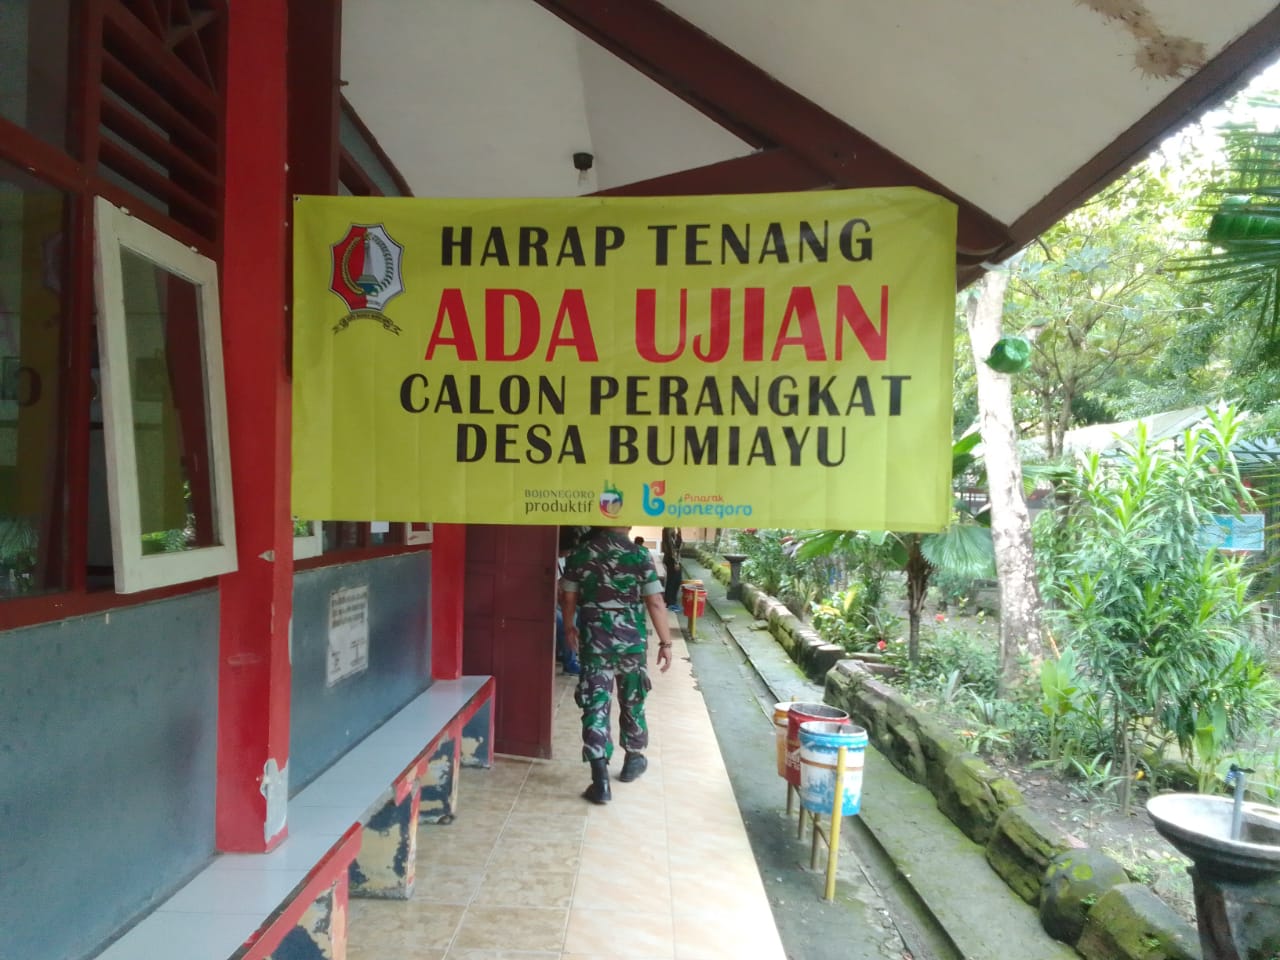 HARAP TENANG
ADA UJIAN
CALON PERANGKAT
DESA BUMIAYU
BOJONEGORO
produktif
Pinarak
Bojonegoro